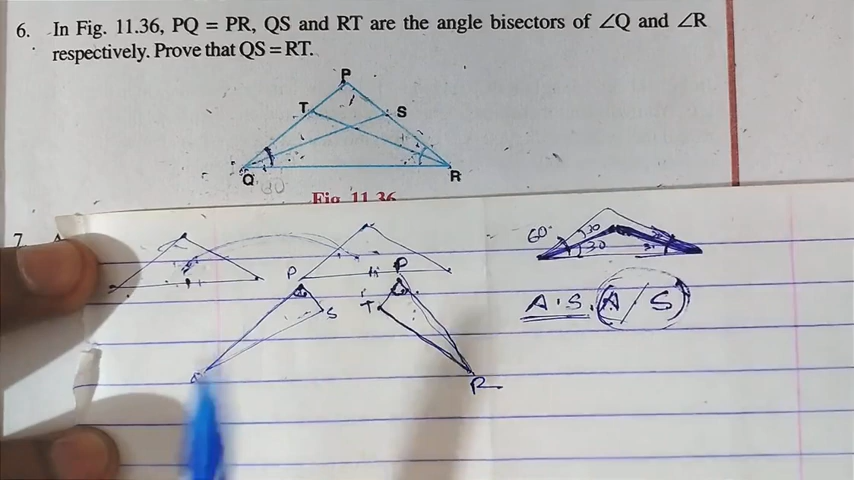 6. In Fig. 11.36, PQ = PR, QS and RT are the angle bisectors of ∠Q and ∠R
respectively. Prove that QS = RT.
P
T
S
Q
R
Fig 11.36
7
60°
30
30
P
P
A.S.(A/S)
S
T
R